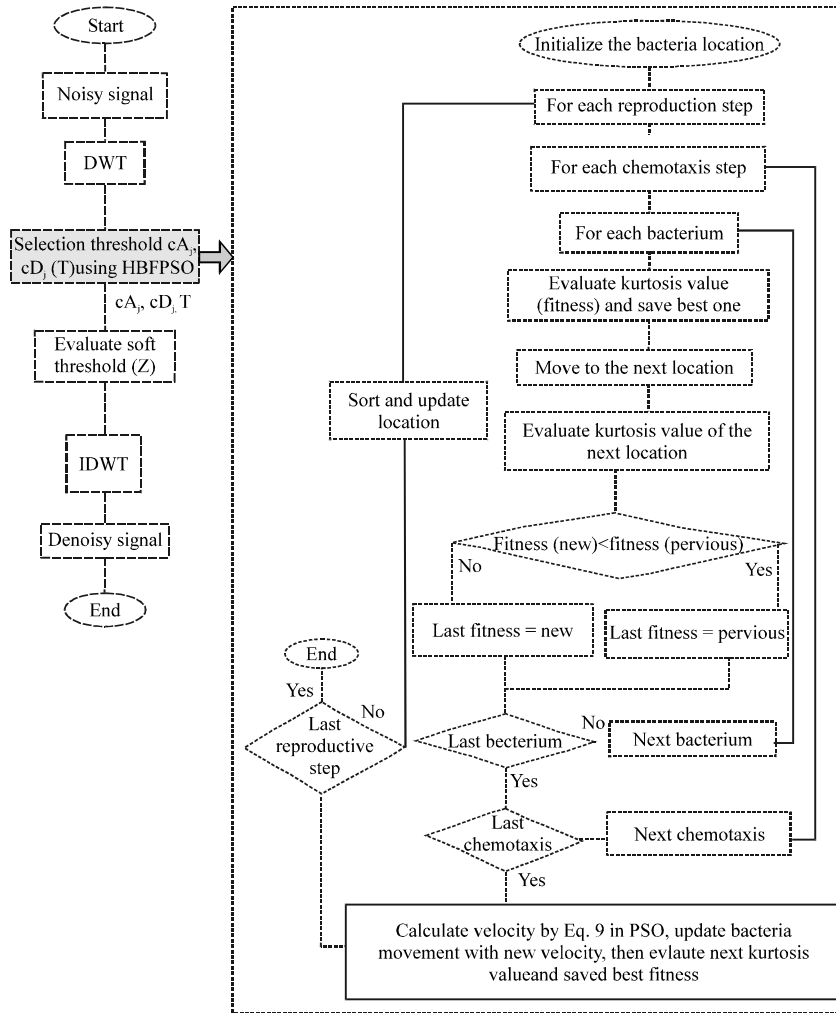 Start
Noisy signal
DWT
Selection threshold cAj,
cDj (T)using HBFPSO
cAj, cDj, T
Evaluate soft
threshold (Z)
IDWT
Denoisy signal
End
Initialize the bacteria location
For each reproduction step
For each chemotaxis step
For each bacterium
Evaluate kurtosis value
(fitness) and save best one
Move to the next location
Sort and update
location
Evaluate kurtosis value of the
next location
Fitness (new)<fitness (pervious)
No
Yes
Last fitness = new
Last fitness = pervious
End
Yes
No
Last
reproductive
step
Last becterium
No
Next bacterium
Yes
Last
chemotaxis
Next chemotaxis
Yes
Calculate velocity by Eq. 9 in PSO, update bacteria
movement with new velocity, then evlaute next kurtosis
valueand saved best fitness